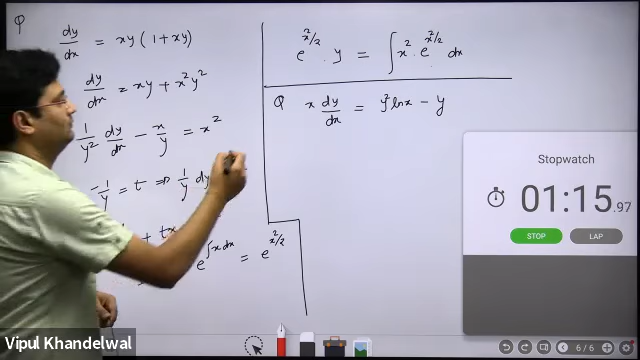 Q
dy/dx = xy (1 + xy)
dy/dx = xy + x²y²
1/y² dy/dx − x/y = x²
−1/y = t ⇒ 1/y dy
+ tx
e^∫x dx = e^x²/2
e^x²/2 · y = ∫ x² · e^x²/2 dx
Q x dy/dx = y² ln x − y
Stopwatch
01:15.97
STOP LAP
Vipul Khandelwal
6 / 6